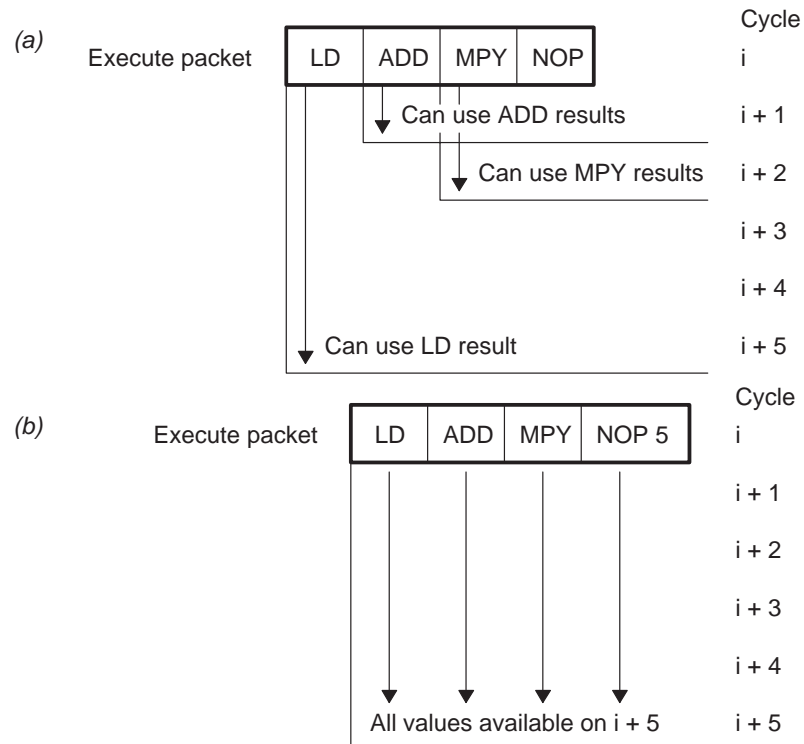 Cycle
(a)
Execute packet LD ADD MPY NOP i
Can use ADD results i + 1
Can use MPY results i + 2
i + 3
i + 4
Can use LD result i + 5
Cycle
(b)
Execute packet LD ADD MPY NOP 5 i
i + 1
i + 2
i + 3
i + 4
All values available on i + 5 i + 5